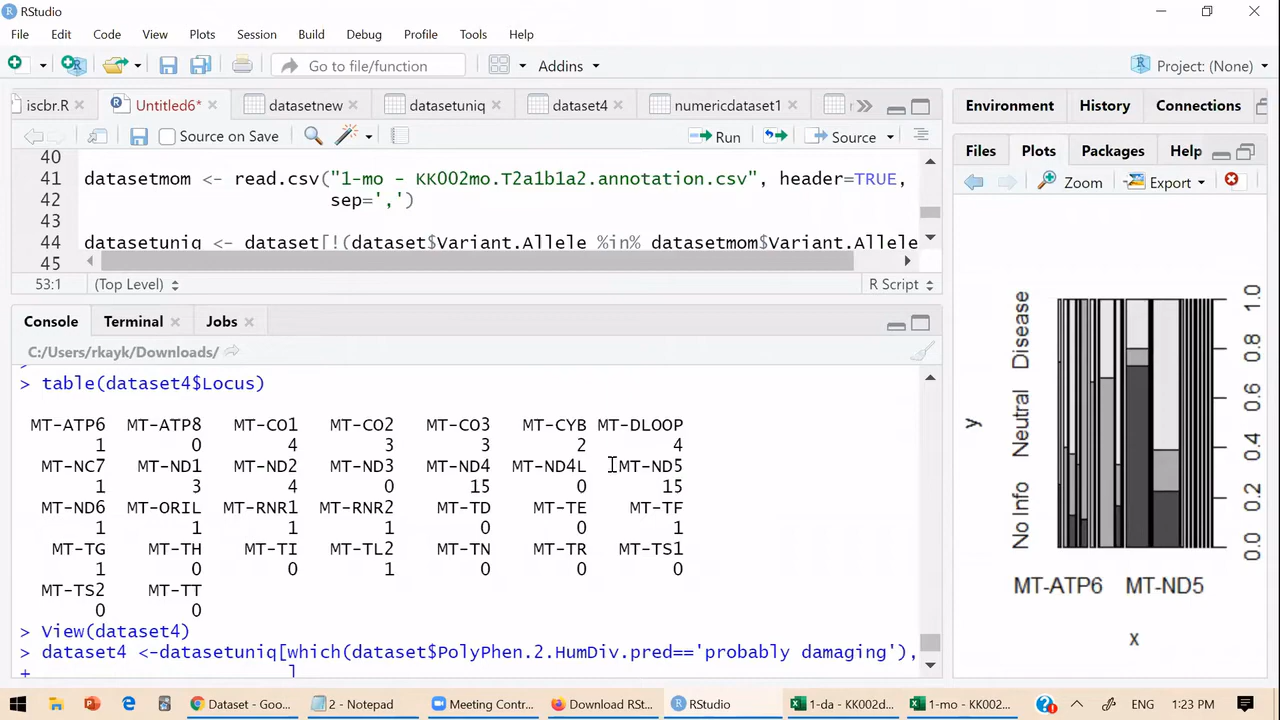 RStudio
File Edit Code View Plots Session Build Debug Profile Tools Help
Go to file/function Addins Project: (None)
iscbr.R Untitled6* datasetnew datasetuniq dataset4 numericdataset1
Source on Save Run Source
40
41 datasetmom <- read.csv("1-mo - KK002mo.T2a1b1a2.annotation.csv", header=TRUE,
42 sep=',')
43
44 datasetuniq <- dataset[!(dataset$Variant.Allele %in% datasetmom$Variant.Allele
45
53:1 (Top Level) R Script
Console Terminal Jobs
C:/Users/rkayk/Downloads/
> table(dataset4$Locus)
MT-ATP6 MT-ATP8 MT-CO1 MT-CO2 MT-CO3 MT-CYB MT-DLOOP
1 0 4 3 3 2 4
MT-NC7 MT-ND1 MT-ND2 MT-ND3 MT-ND4 MT-ND4L MT-ND5
1 3 4 0 15 0 15
MT-ND6 MT-ORIL MT-RNR1 MT-RNR2 MT-TD MT-TE MT-TF
1 1 1 1 0 0 1
MT-TG MT-TH MT-TI MT-TL2 MT-TN MT-TR MT-TS1
1 0 0 1 0 0 0
MT-TS2 MT-TT
0 0
> View(dataset4)
> dataset4 <-datasetuniq[which(dataset$PolyPhen.2.HumDiv.pred=='probably damaging'),
+ ]
Environment History Connections
Files Plots Packages Help
Zoom Export
y
No Info Neutral Disease
0.0 0.2 0.4 0.6 0.8 1.0
MT-ATP6 MT-ND5
x
Dataset - Goo... 2 - Notepad Meeting Contr... Download RSt... RStudio 1-da - KK002d... 1-mo - KK002... ENG 1:23 PM